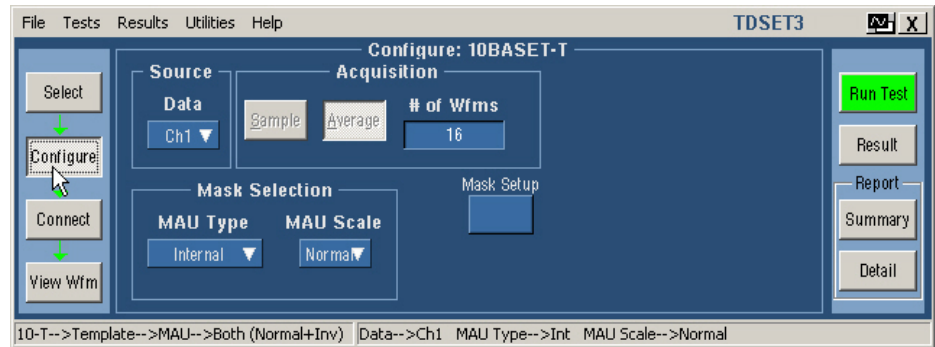 File Tests Results Utilities Help TDSET3 X
Configure: 10BASET-T
Source
Data
Ch1
Acquisition
Sample Average
# of Wfms
16
Mask Selection
MAU Type
Internal
MAU Scale
Normal
Mask Setup
Select
Configure
Connect
View Wfm
Run Test
Result
Report
Summary
Detail
10-T-->Template-->MAU-->Both (Normal+Inv) Data-->Ch1 MAU Type-->Int MAU Scale-->Normal